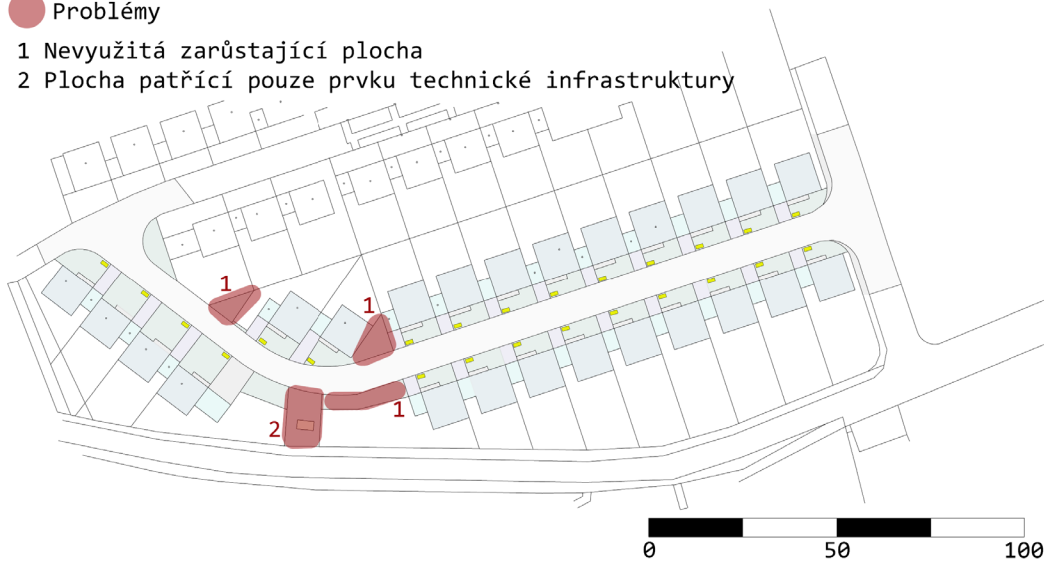 Problémy
1 Nevyužitá zarůstající plocha
2 Plocha patřící pouze prvku technické infrastruktury
1
1
1
2
0 50 100